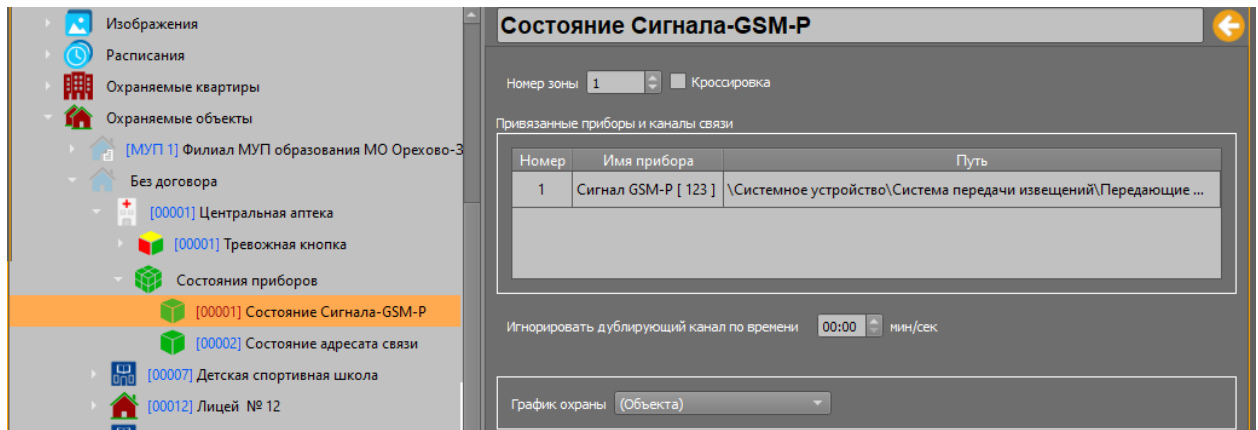 Изображения
Расписания
Охраняемые квартиры
Охраняемые объекты
[МУП 1] Филиал МУП образования МО Орехово-З
Без договора
[00001] Центральная аптека
[00001] Тревожная кнопка
Состояния приборов
[00001] Состояние Сигнала-GSM-P
[00002] Состояние адресата связи
[00007] Детская спортивная школа
[00012] Лицей № 12
Состояние Сигнала-GSM-P
Номер зоны 1 Кроссировка
Привязанные приборы и каналы связи
Номер Имя прибора Путь
1 Сигнал GSM-P [ 123 ] \Системное устройство\Система передачи извещений\Передающие ...
Игнорировать дублирующий канал по времени 00:00 мин/сек
График охраны (Объекта)